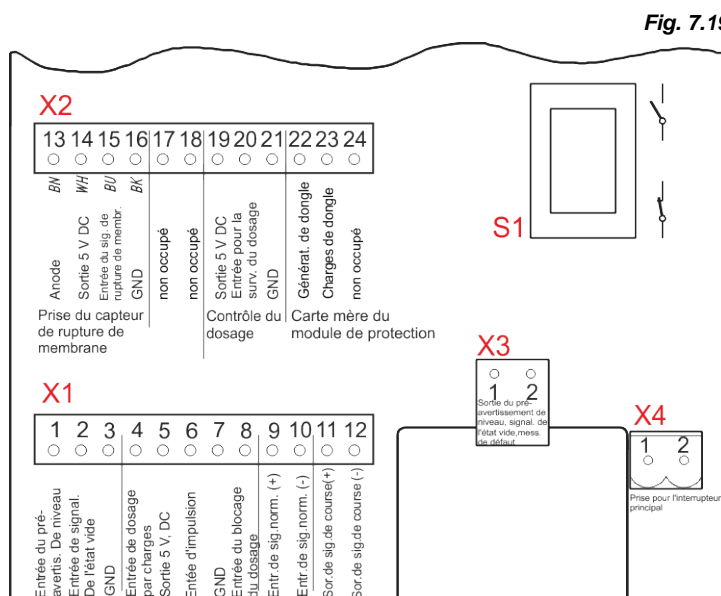 Fig. 7.19
X2
13 14 15 16 17 18 19 20 21 22 23 24
BN
WH
BU
BK
Anode
Sortie 5 V DC
Entrée du sig. de
rupture de membr.
GND
non occupé
non occupé
Sortie 5 V DC
Entrée pour la
surv. du dosage
GND
Générat. de dongle
Charges de dongle
non occupé
Prise du capteur
de rupture de
membrane
Contrôle du
dosage
Carte mère du
module de protection
S1
X3
1 2
Sortie du pré-
avertissement de
niveau, signal. de
l'état vide,mess.
de défaut
X4
1 2
Prise pour l'interrupteur
principal
X1
1 2 3 4 5 6 7 8 9 10 11 12
Entrée du pré-
avertis. De niveau
Entrée de signal.
De l'état vide
GND
Entrée de dosage
par charges
Sortie 5 V, DC
Entée d'impulsion
GND
Entrée du blocage
du dosage
Entr.de sig.norm. (+)
Entr.de sig.norm. (-)
Sor.de sig.de course(+)
Sor.de sig.de course (-)